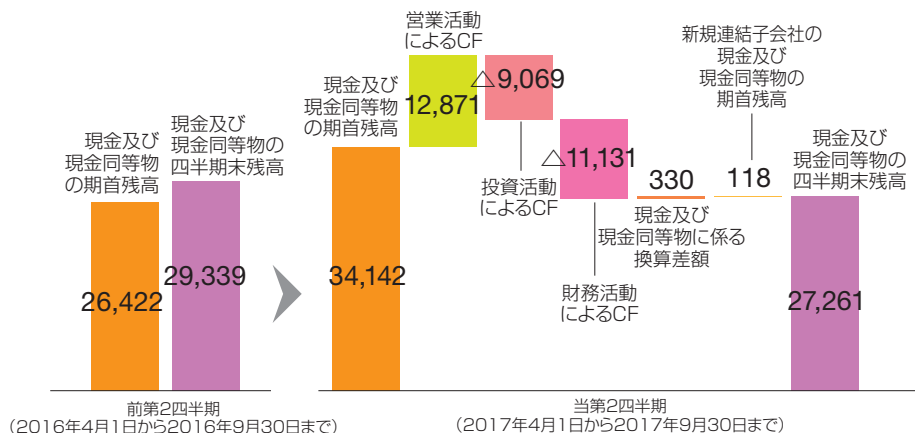 現金及び
現金同等物
の期首残高
26,422
現金及び
現金同等物の
四半期末残高
29,339
前第2四半期
（2016年4月1日から2016年9月30日まで）
現金及び
現金同等物
の期首残高
34,142
営業活動
によるCF
12,871
△9,069
投資活動
によるCF
△11,131
財務活動
によるCF
330
現金及び
現金同等物に係る
換算差額
新規連結子会社の
現金及び
現金同等物の
期首残高
118
現金及び
現金同等物の
四半期末残高
27,261
当第2四半期
（2017年4月1日から2017年9月30日まで）